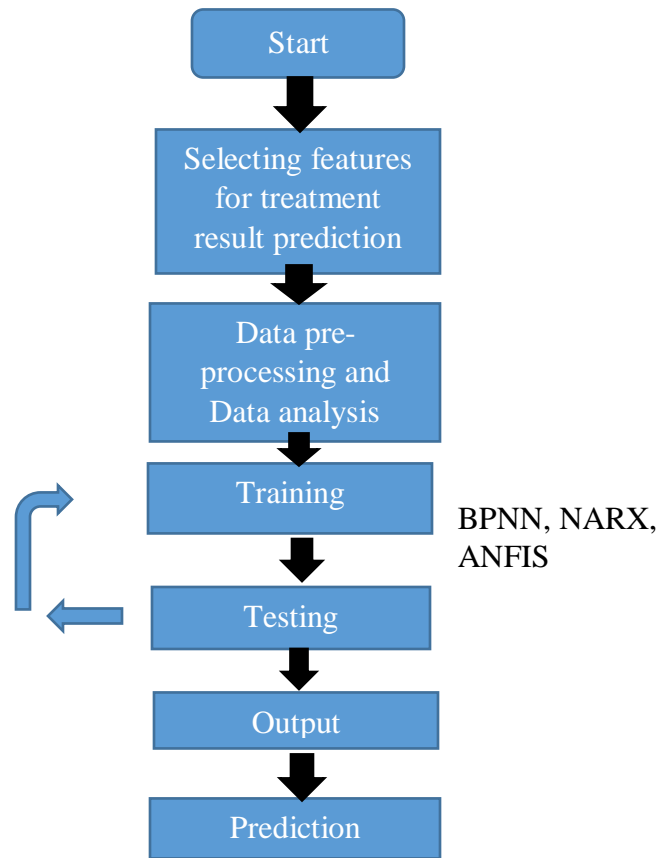 Start
Selecting features
for treatment
result prediction
Data pre-
processing and
Data analysis
Training
BPNN, NARX,
ANFIS
Testing
Output
Prediction